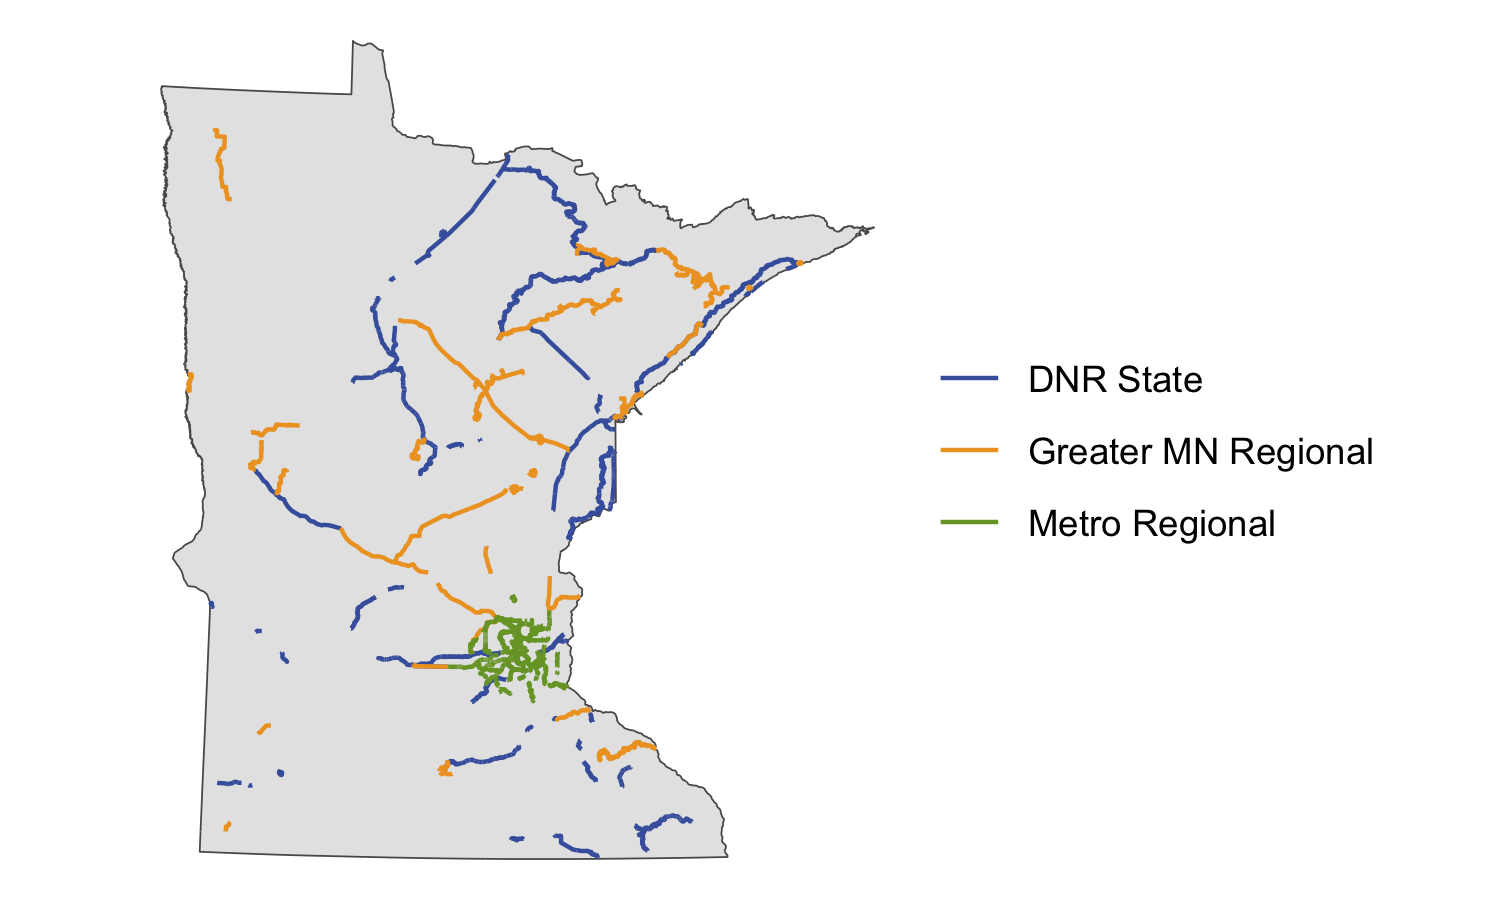 DNR State
Greater MN Regional
Metro Regional